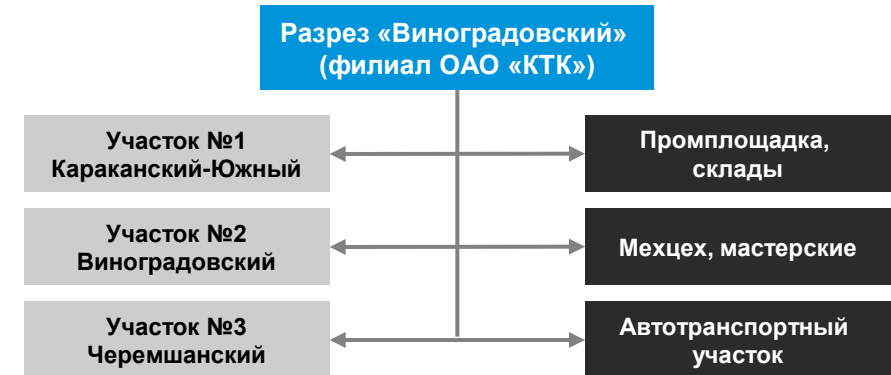 Разрез «Виноградовский»
(филиал ОАО «КТК»)
Участок №1
Караканский-Южный
Промплощадка,
склады
Участок №2
Виноградовский
Мехцех, мастерские
Участок №3
Черемшанский
Автотранспортный
участок